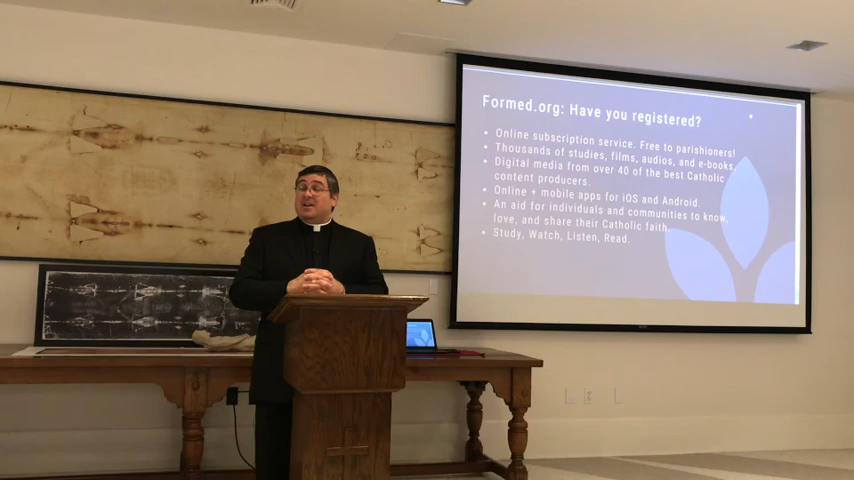 Formed.org: Have you registered?
• Online subscription service. Free to parishioners!
• Thousands of studies, films, audios, and e-books.
• Digital media from over 40 of the best Catholic
content producers.
• Online + mobile apps for iOS and Android.
• An aid for individuals and communities to know,
love, and share their Catholic faith.
• Study, Watch, Listen, Read.